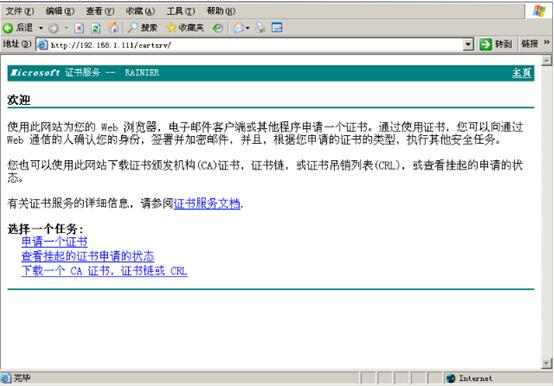 文件(F) 编辑(E) 查看(V) 收藏(A) 工具(T) 帮助(H)
后退 搜索 收藏夹
地址(D) http://192.168.1.111/certsrv/ 转到 链接 »
Microsoft 证书服务 -- RAINIER 主页
欢迎
使用此网站为您的 Web 浏览器，电子邮件客户端或其他程序申请一个证书。通过使用证书，您可以向通过
Web 通信的人确认您的身份，签署并加密邮件，并且，根据您申请的证书的类型，执行其他安全任务。
您也可以使用此网站下载证书颁发机构(CA)证书，证书链，或证书吊销列表(CRL)，或查看挂起的申请的状
态。
有关证书服务的详细信息，请参阅证书服务文档.
选择一个任务:
申请一个证书
查看挂起的证书申请的状态
下载一个 CA 证书，证书链或 CRL
完毕 Internet